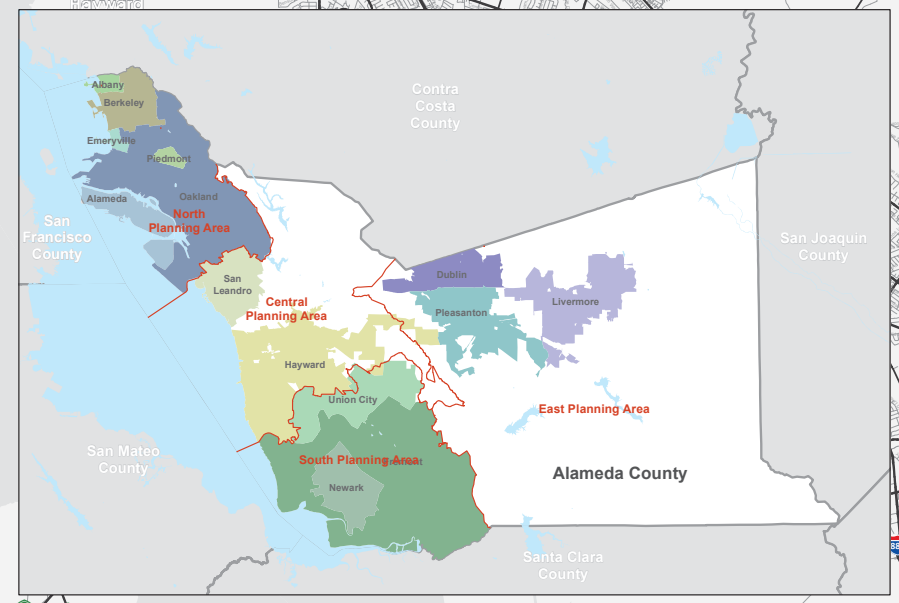 Hayward
Albany
Contra
Costa
County
Berkeley
Emeryville
Piedmont
Alameda
Oakland
North
Planning Area
San
Francisco
County
San Joaquin
County
San
Leandro
Dublin
Livermore
Central
Planning Area
Pleasanton
Hayward
Union City
East Planning Area
San Mateo
County
South Planning Area
Fremont
Alameda County
Newark
Santa Clara
County